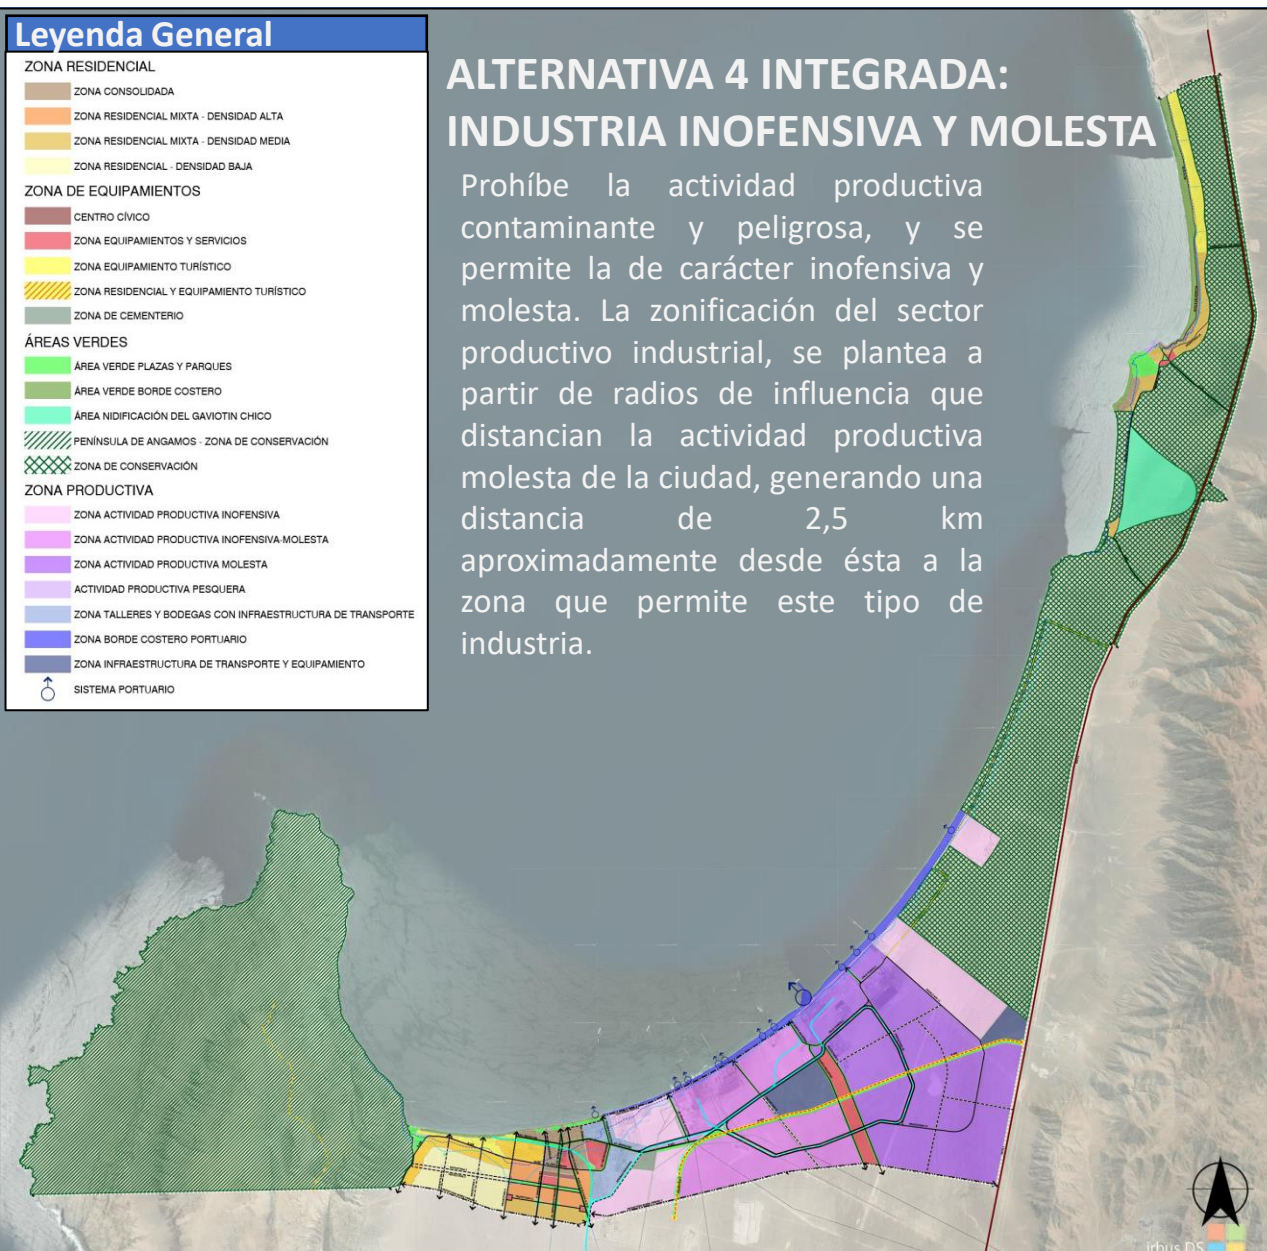 Leyenda General
ZONA RESIDENCIAL
ZONA CONSOLIDADA
ZONA RESIDENCIAL MIXTA - DENSIDAD ALTA
ZONA RESIDENCIAL MIXTA - DENSIDAD MEDIA
ZONA RESIDENCIAL - DENSIDAD BAJA
ZONA DE EQUIPAMIENTOS
CENTRO CÍVICO
ZONA EQUIPAMIENTOS Y SERVICIOS
ZONA EQUIPAMIENTO TURÍSTICO
ZONA RESIDENCIAL Y EQUIPAMIENTO TURÍSTICO
ZONA DE CEMENTERIO
ÁREAS VERDES
ÁREA VERDE PLAZAS Y PARQUES
ÁREA VERDE BORDE COSTERO
ÁREA NIDIFICACIÓN DEL GAVIOTIN CHICO
PENÍNSULA DE ANGAMOS - ZONA DE CONSERVACIÓN
ZONA DE CONSERVACIÓN
ZONA PRODUCTIVA
ZONA ACTIVIDAD PRODUCTIVA INOFENSIVA
ZONA ACTIVIDAD PRODUCTIVA INOFENSIVA-MOLESTA
ZONA ACTIVIDAD PRODUCTIVA MOLESTA
ACTIVIDAD PRODUCTIVA PESQUERA
ZONA TALLERES Y BODEGAS CON INFRAESTRUCTURA DE TRANSPORTE
ZONA BORDE COSTERO PORTUARIO
ZONA INFRAESTRUCTURA DE TRANSPORTE Y EQUIPAMIENTO
SISTEMA PORTUARIO
ALTERNATIVA 4 INTEGRADA:
INDUSTRIA INOFENSIVA Y MOLESTA
Prohíbe la actividad productiva
contaminante y peligrosa, y se
permite la de carácter inofensiva y
molesta. La zonificación del sector
productivo industrial, se plantea a
partir de radios de influencia que
distancian la actividad productiva
molesta de la ciudad, generando una
distancia de 2,5 km
aproximadamente desde ésta a la
zona que permite este tipo de
industria.